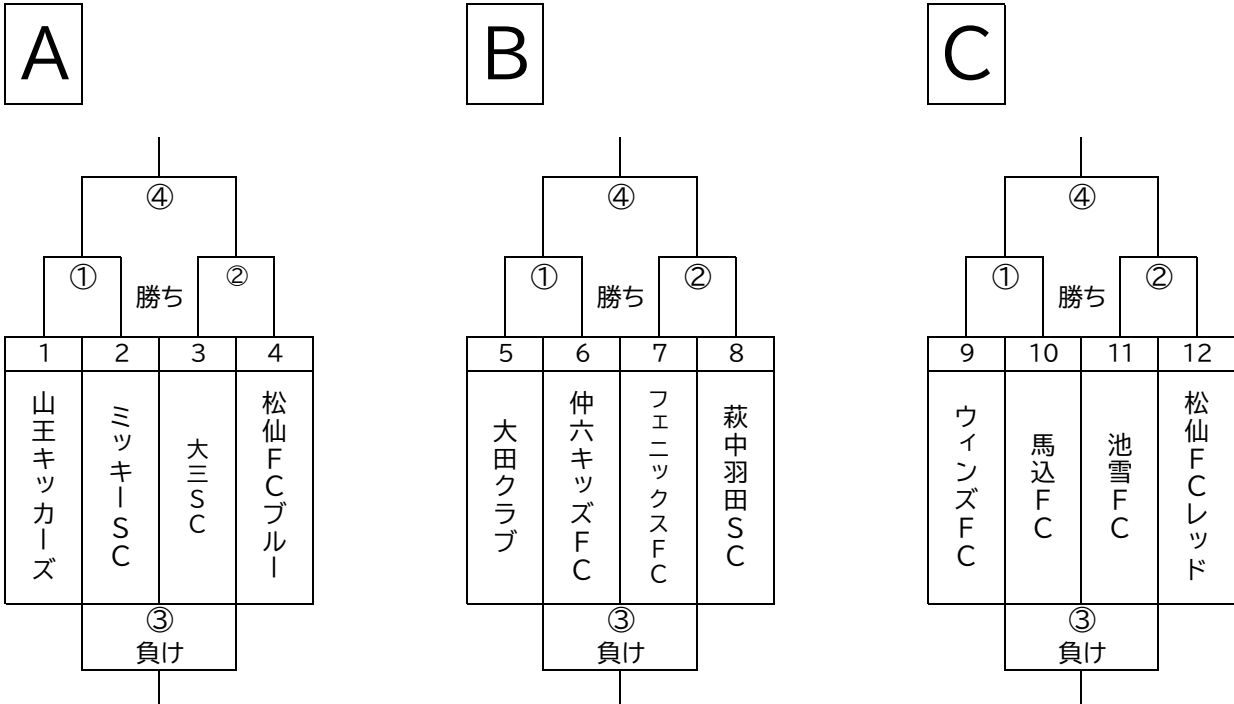 A
B
C
④
④
④
①
勝ち
②
①
勝ち
②
①
勝ち
②
1 2 3 4
5 6 7 8
9 10 11 12
山王キッカーズ
ミッキーSC
大三SC
松仙FCブルー
大田クラブ
仲六キッズFC
フェニックスFC
萩中羽田SC
ウィンズFC
馬込FC
池雪FC
松仙FCレッド
③
負け
③
負け
③
負け